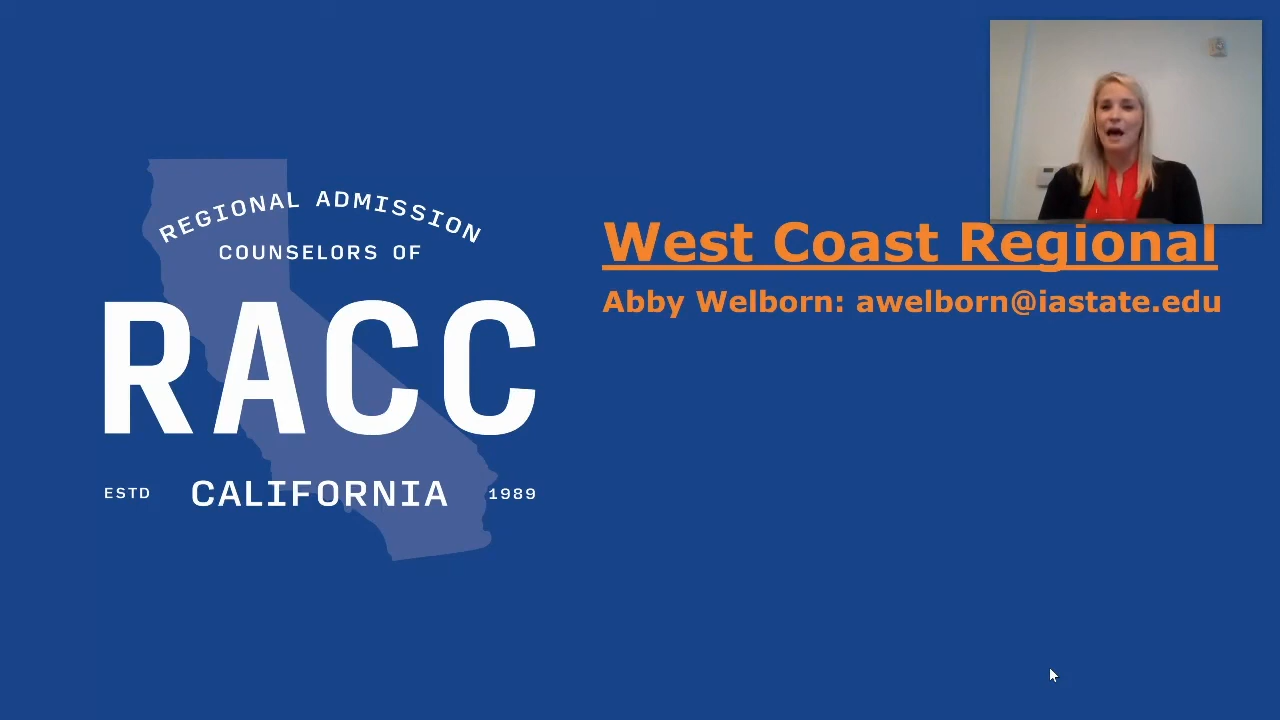 REGIONAL ADMISSION
COUNSELORS OF
RACC
ESTD CALIFORNIA 1989
West Coast Regional
Abby Welborn: awelborn@iastate.edu